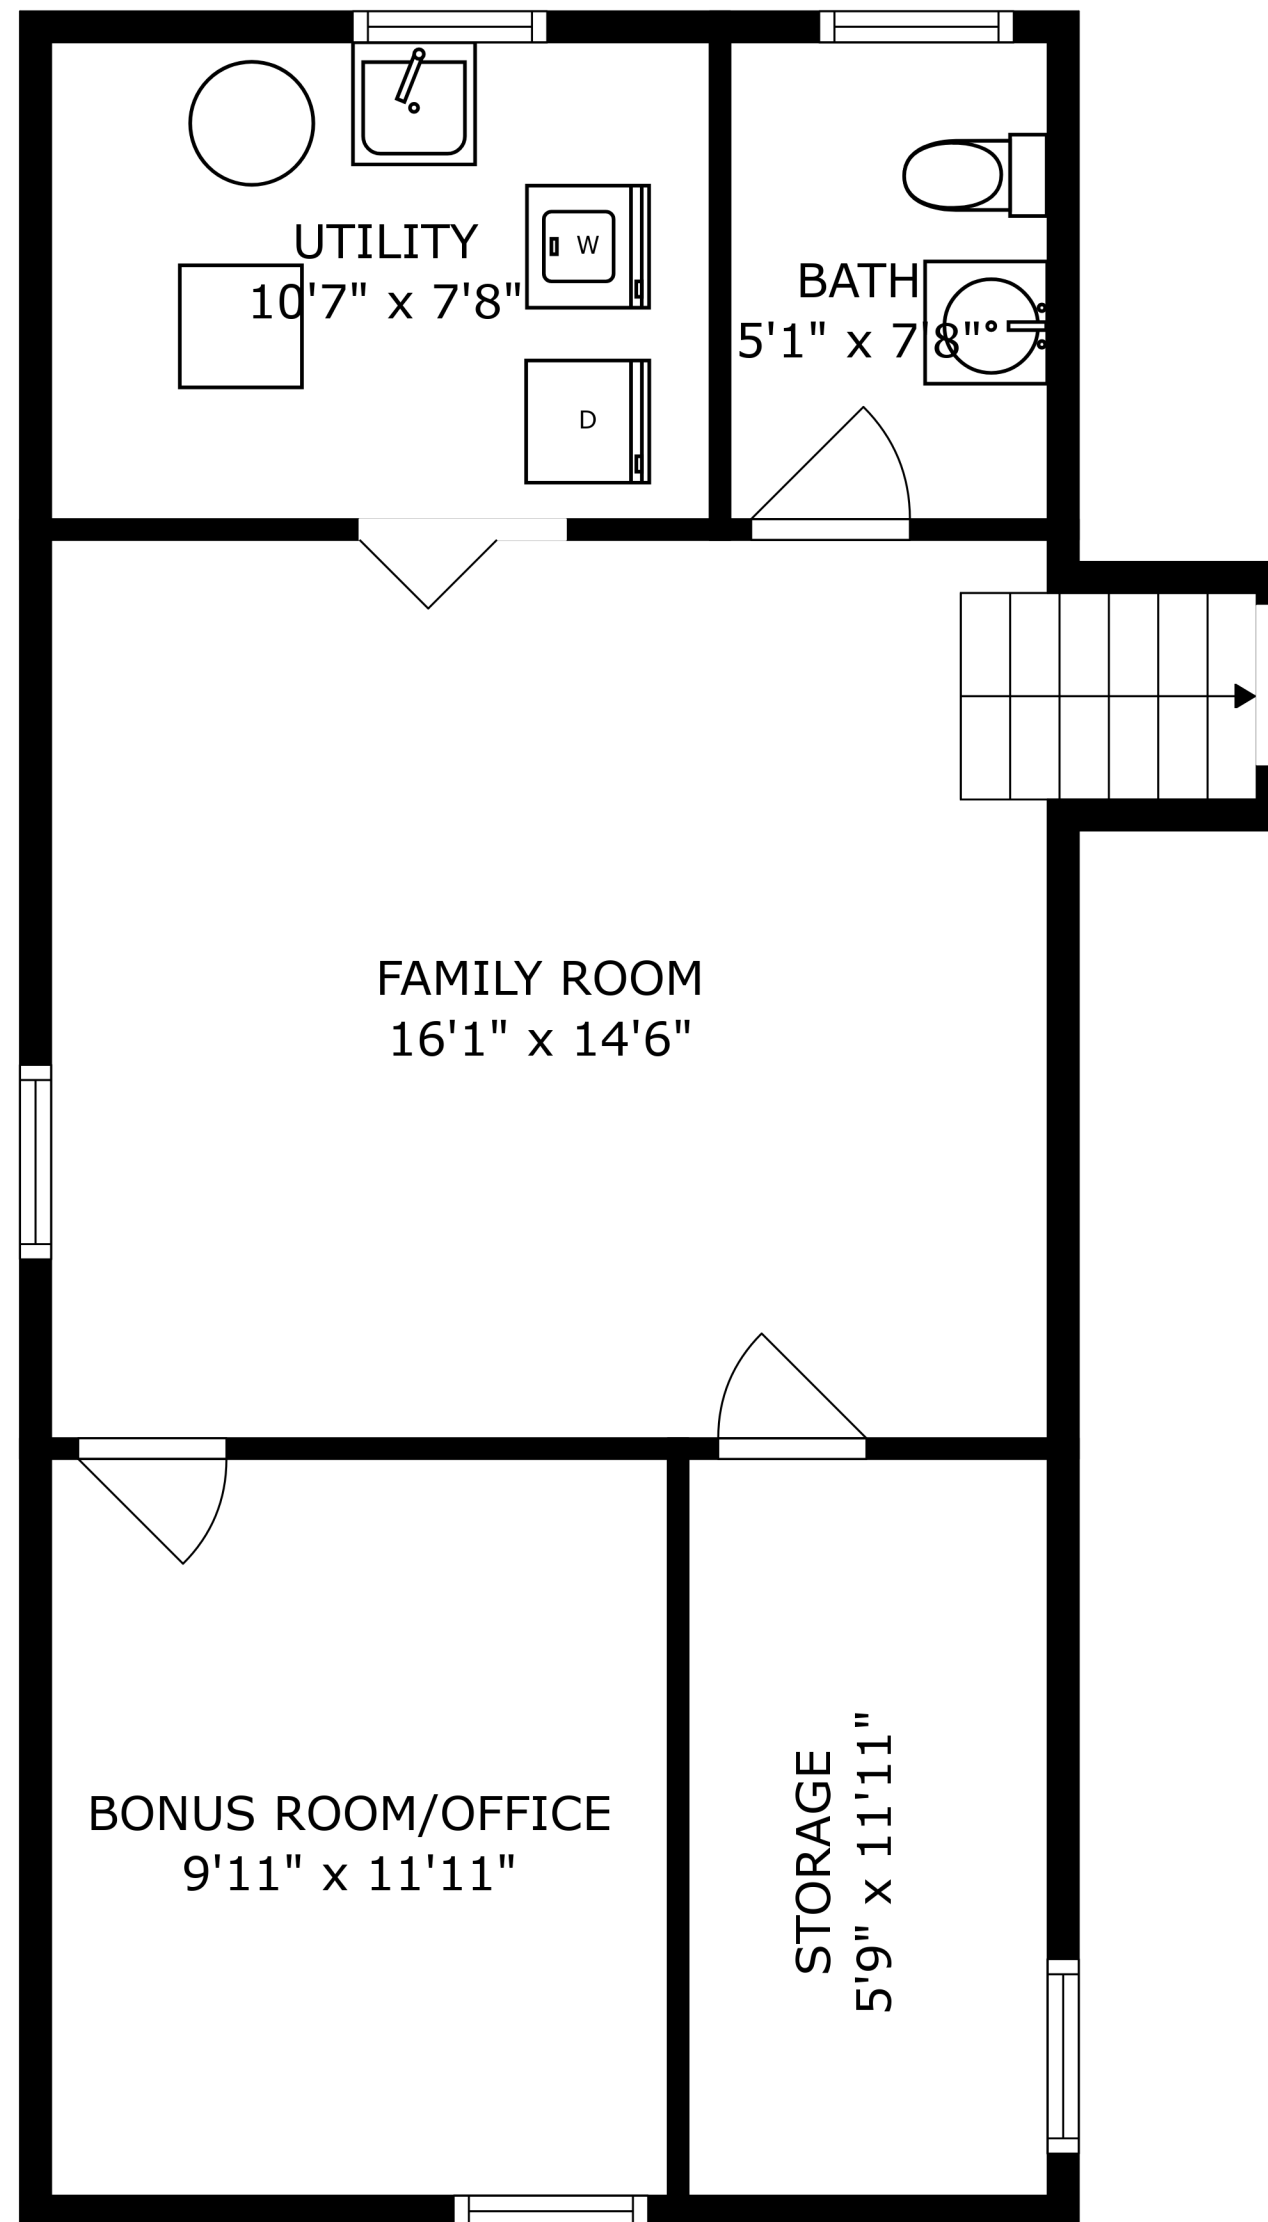 UTILITY
10'7" x 7'8"
W
D
BATH
5'1" x 7'8"
FAMILY ROOM
16'1" x 14'6"
BONUS ROOM/OFFICE
9'11" x 11'11"
STORAGE
5'9" x 11'11"